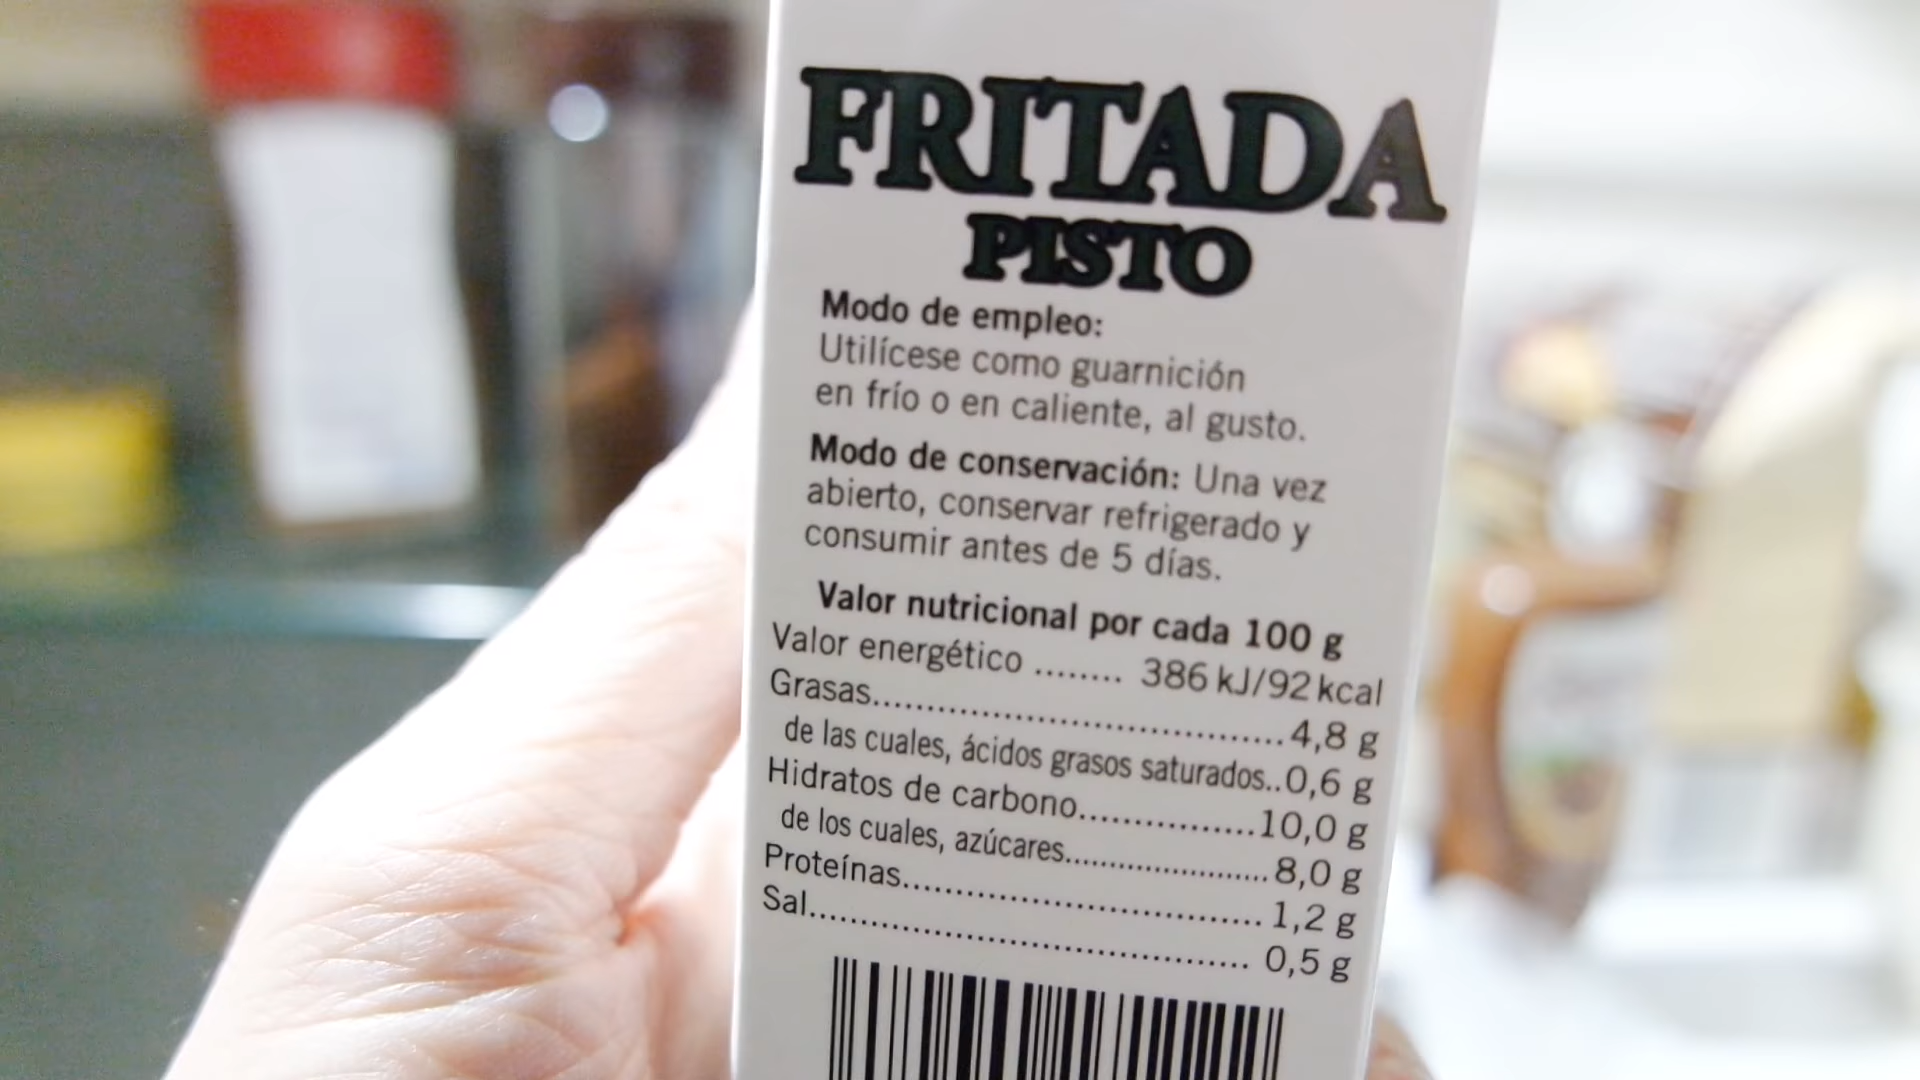 FRITADA
PISTO
Modo de empleo:
Utilícese como guarnición
en frío o en caliente, al gusto.
Modo de conservación: Una vez
abierto, conservar refrigerado y
consumir antes de 5 días.
Valor nutricional por cada 100 g
Valor energético ........ 386 kJ/92 kcal
Grasas.................................... 4,8 g
de las cuales, ácidos grasos saturados..0,6 g
Hidratos de carbono................10,0 g
de los cuales, azúcares........................8,0 g
Proteínas................................. 1,2 g
Sal........................................ 0,5 g